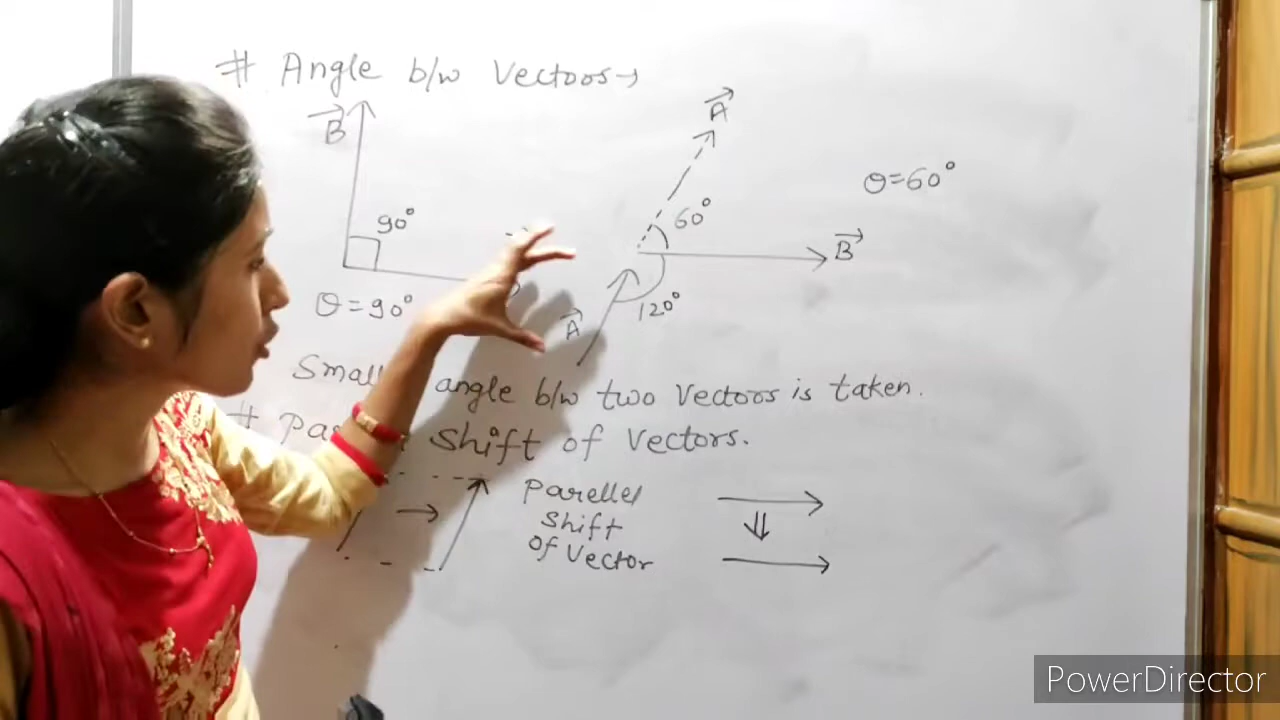 # Angle b/w Vectors→
B
90°
θ=90°
A
60°
B
120°
A
θ=60°
angle b/w two Vectors is taken.
# shift of Vectors.
Parellel
shift
of Vector
PowerDirector